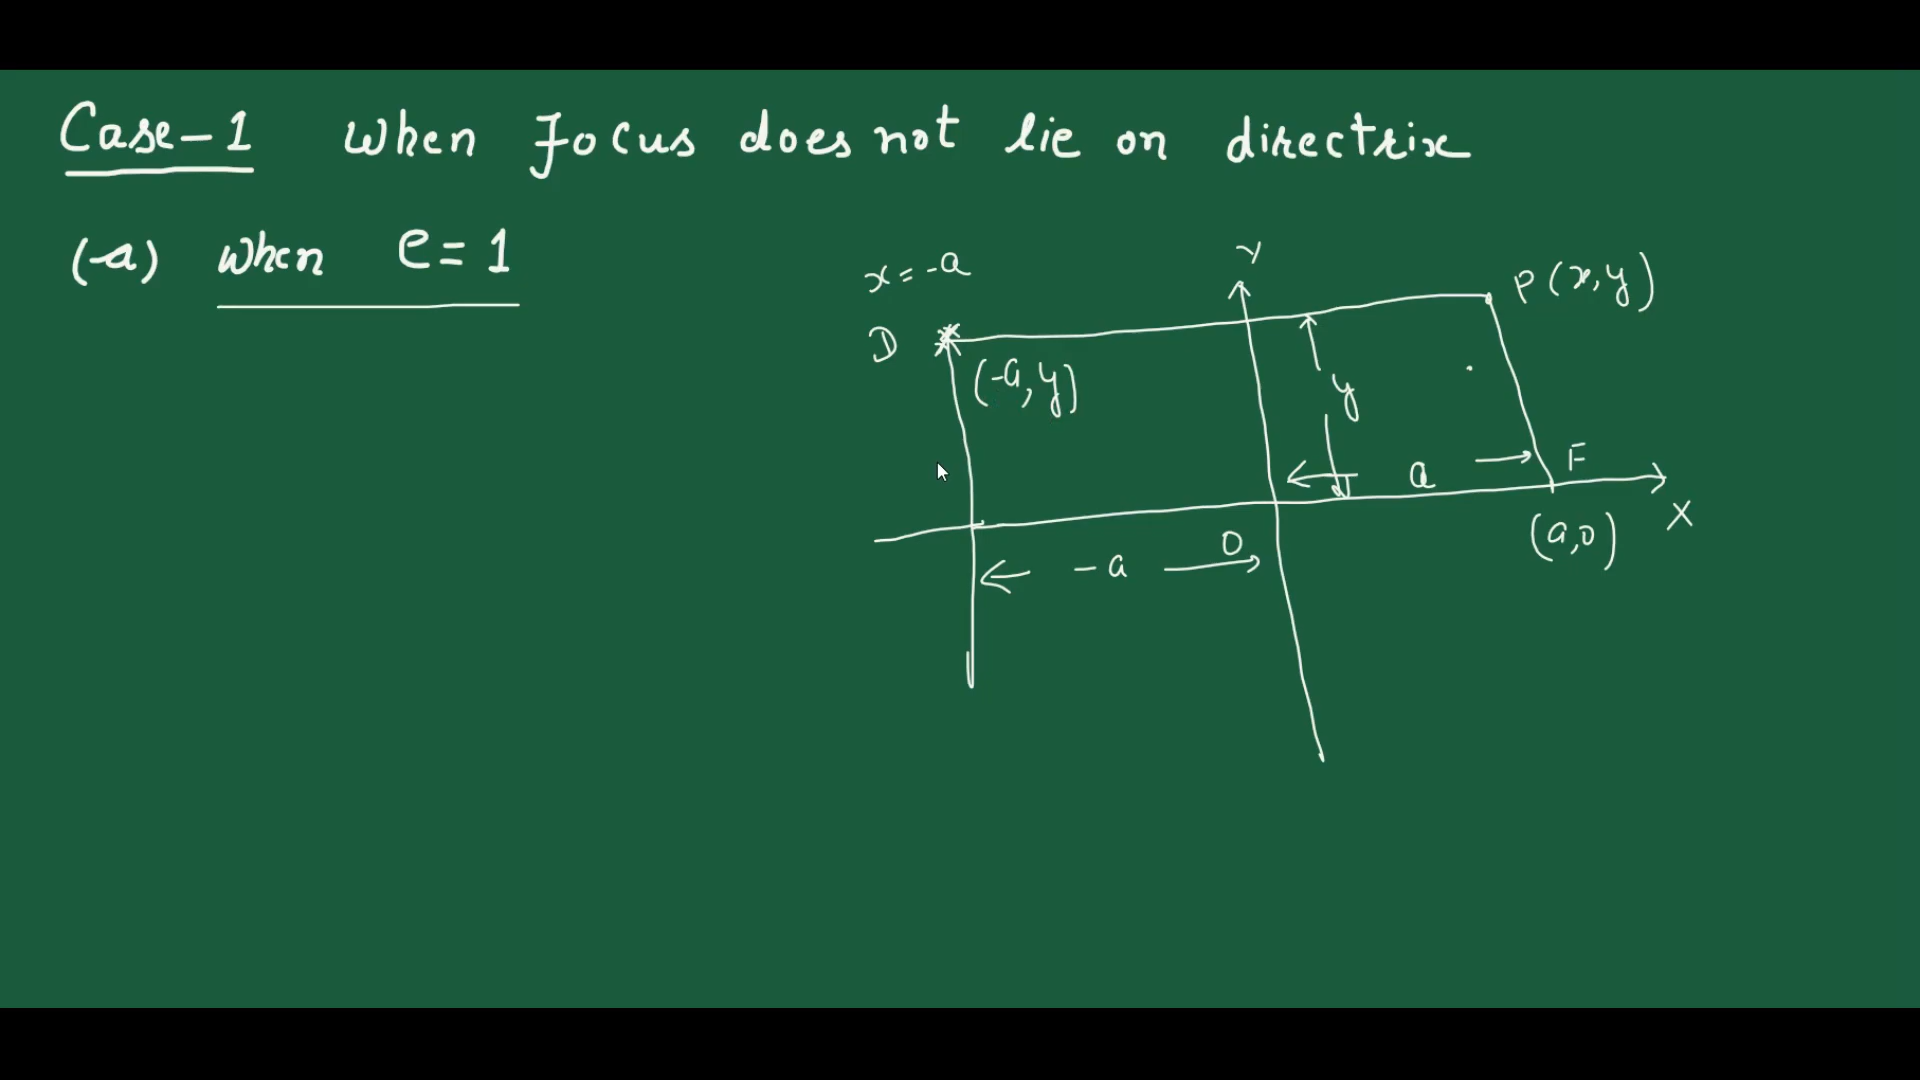 Case-1 When Focus does not lie on directrix
(a) When e=1
x=-a
Y
P(x,y)
D
(-a,y)
y
a
F
X
O
(a,0)
-a